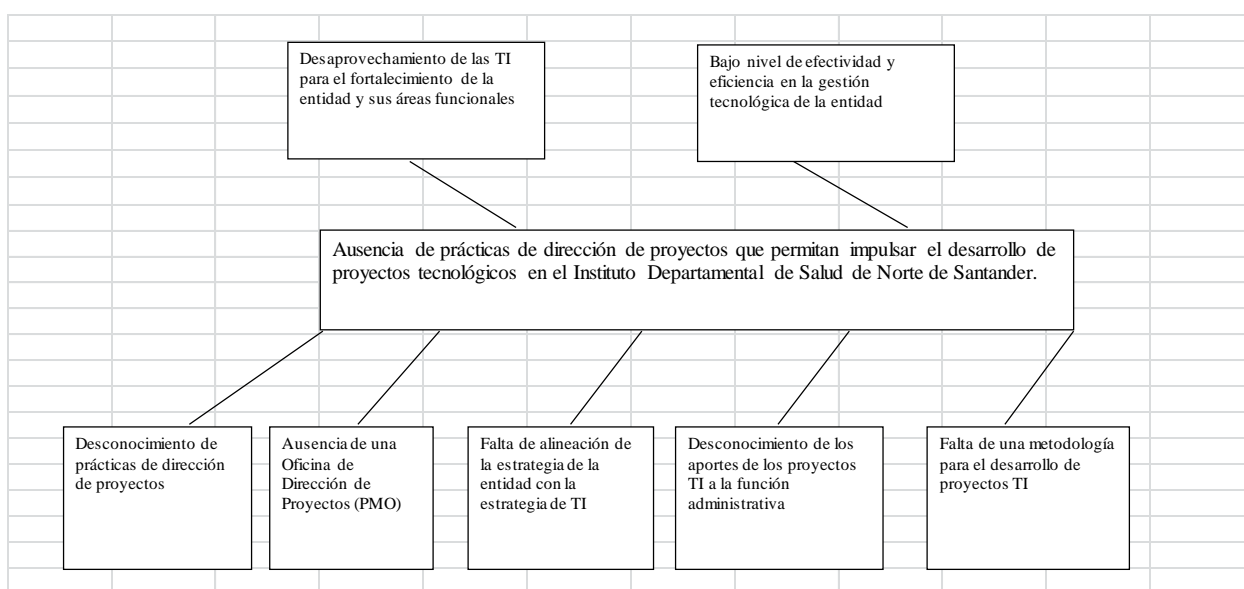 Desaprovechamiento de las TI
para el fortalecimiento de la
entidad y sus áreas funcionales
Bajo nivel de efectividad y
eficiencia en la gestión
tecnológica de la entidad
Ausencia de prácticas de dirección de proyectos que permitan impulsar el desarrollo de
proyectos tecnológicos en el Instituto Departamental de Salud de Norte de Santander.
Desconocimiento de
prácticas de dirección
de proyectos
Ausencia de una
Oficina de
Dirección de
Proyectos (PMO)
Falta de alineación de
la estrategia de la
entidad con la
estrategia de TI
Desconocimiento de los
aportes de los proyectos
TI a la función
administrativa
Falta de una metodología
para el desarrollo de
proyectos TI